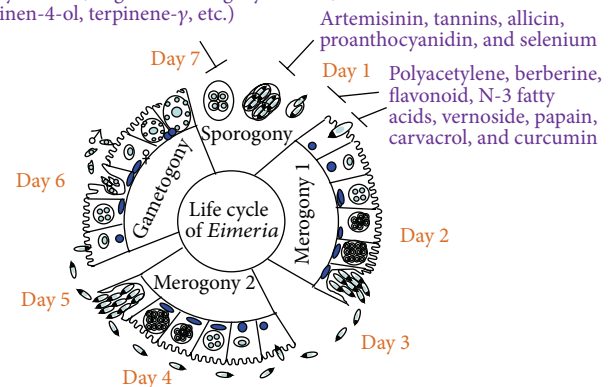 inen-4-ol, terpinene-γ, etc.)
Artemisinin, tannins, allicin,
proanthocyanidin, and selenium
Day 7
Day 1
Polyacetylene, berberine,
flavonoid, N-3 fatty
acids, vernoside, papain,
carvacrol, and curcumin
Sporogony
Gametogony
Merogony 1
Day 6
Life cycle
of Eimeria
Day 2
Merogony 2
Day 5
Day 3
Day 4